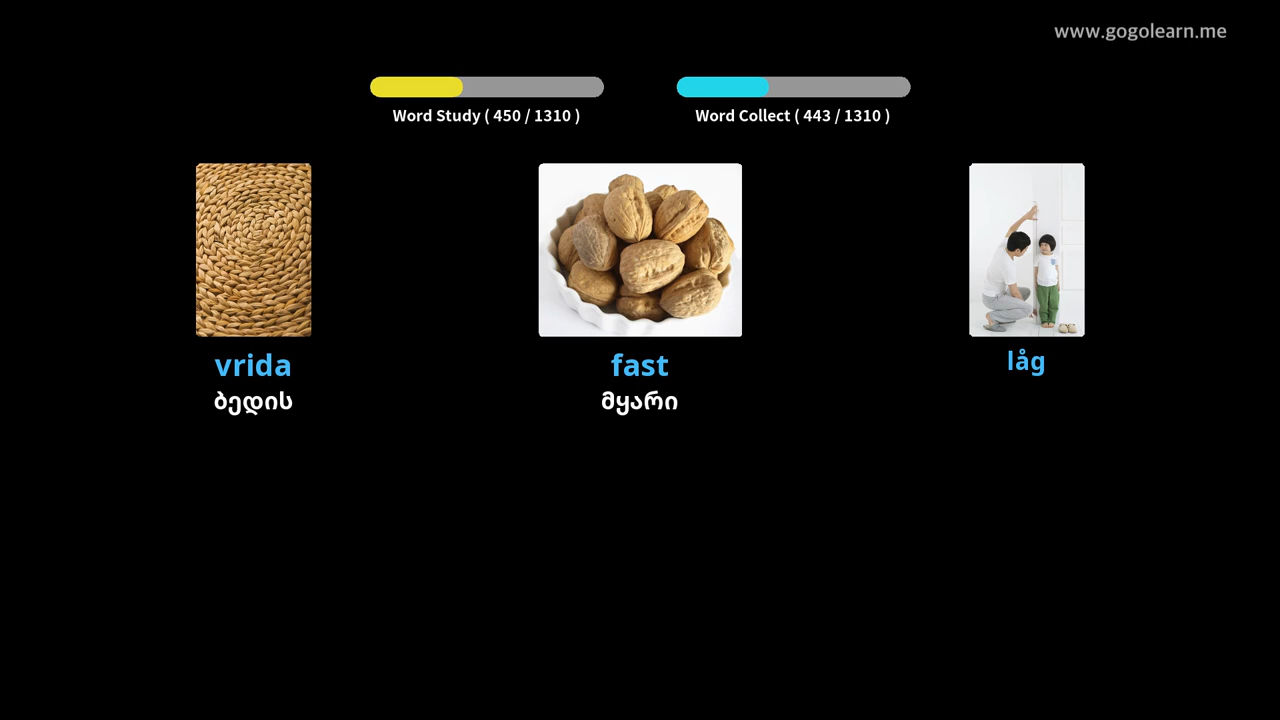 www.gogolearn.me
Word Study ( 450 / 1310 )
Word Collect ( 443 / 1310 )
vrida
ბედის
fast
მყარი
låg